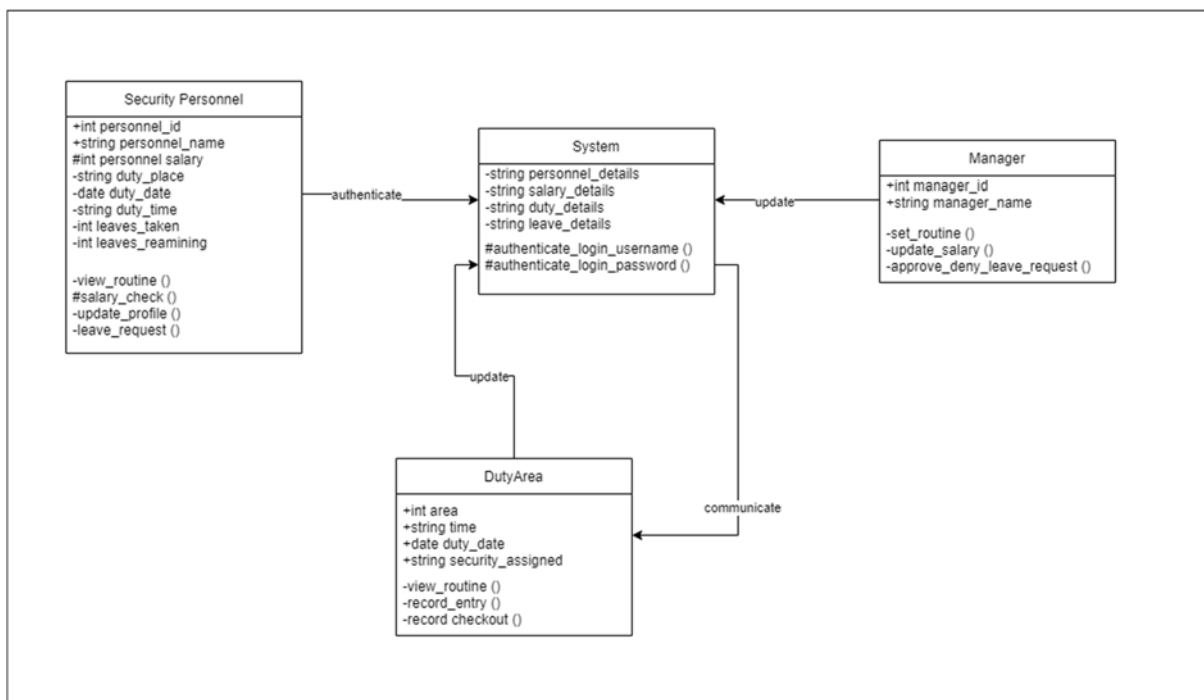 Security Personnel
+int personnel_id
+string personnel_name
#int personnel salary
-string duty_place
-date duty_date
-string duty_time
-int leaves_taken
-int leaves_reamining
-view_routine ()
#salary_check ()
-update_profile ()
-leave_request ()
authenticate
System
-string personnel_details
-string salary_details
-string duty_details
-string leave_details
#authenticate_login_username ()
#authenticate_login_password ()
update
Manager
+int manager_id
+string manager_name
-set_routine ()
-update_salary ()
-approve_deny_leave_request ()
update
DutyArea
+int area
+string time
+date duty_date
+string security_assigned
-view_routine ()
-record_entry ()
-record checkout ()
communicate